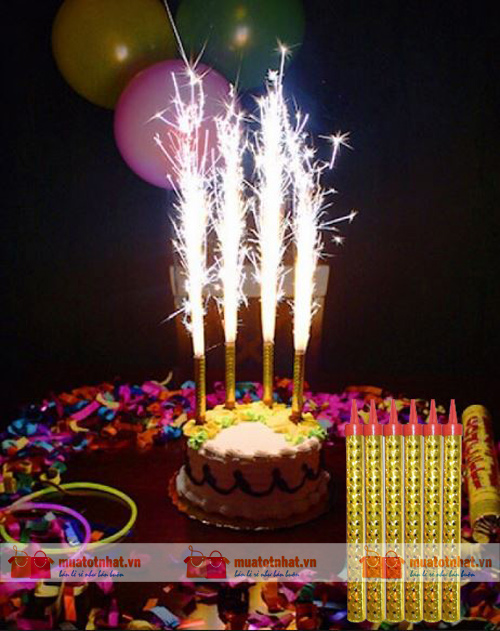 muatotnhat.vn
bán lẻ rẻ như bán buôn
muatotnhat.vn
bán lẻ rẻ như bán buôn
muatotnhat.vn
bán lẻ rẻ như bán buôn